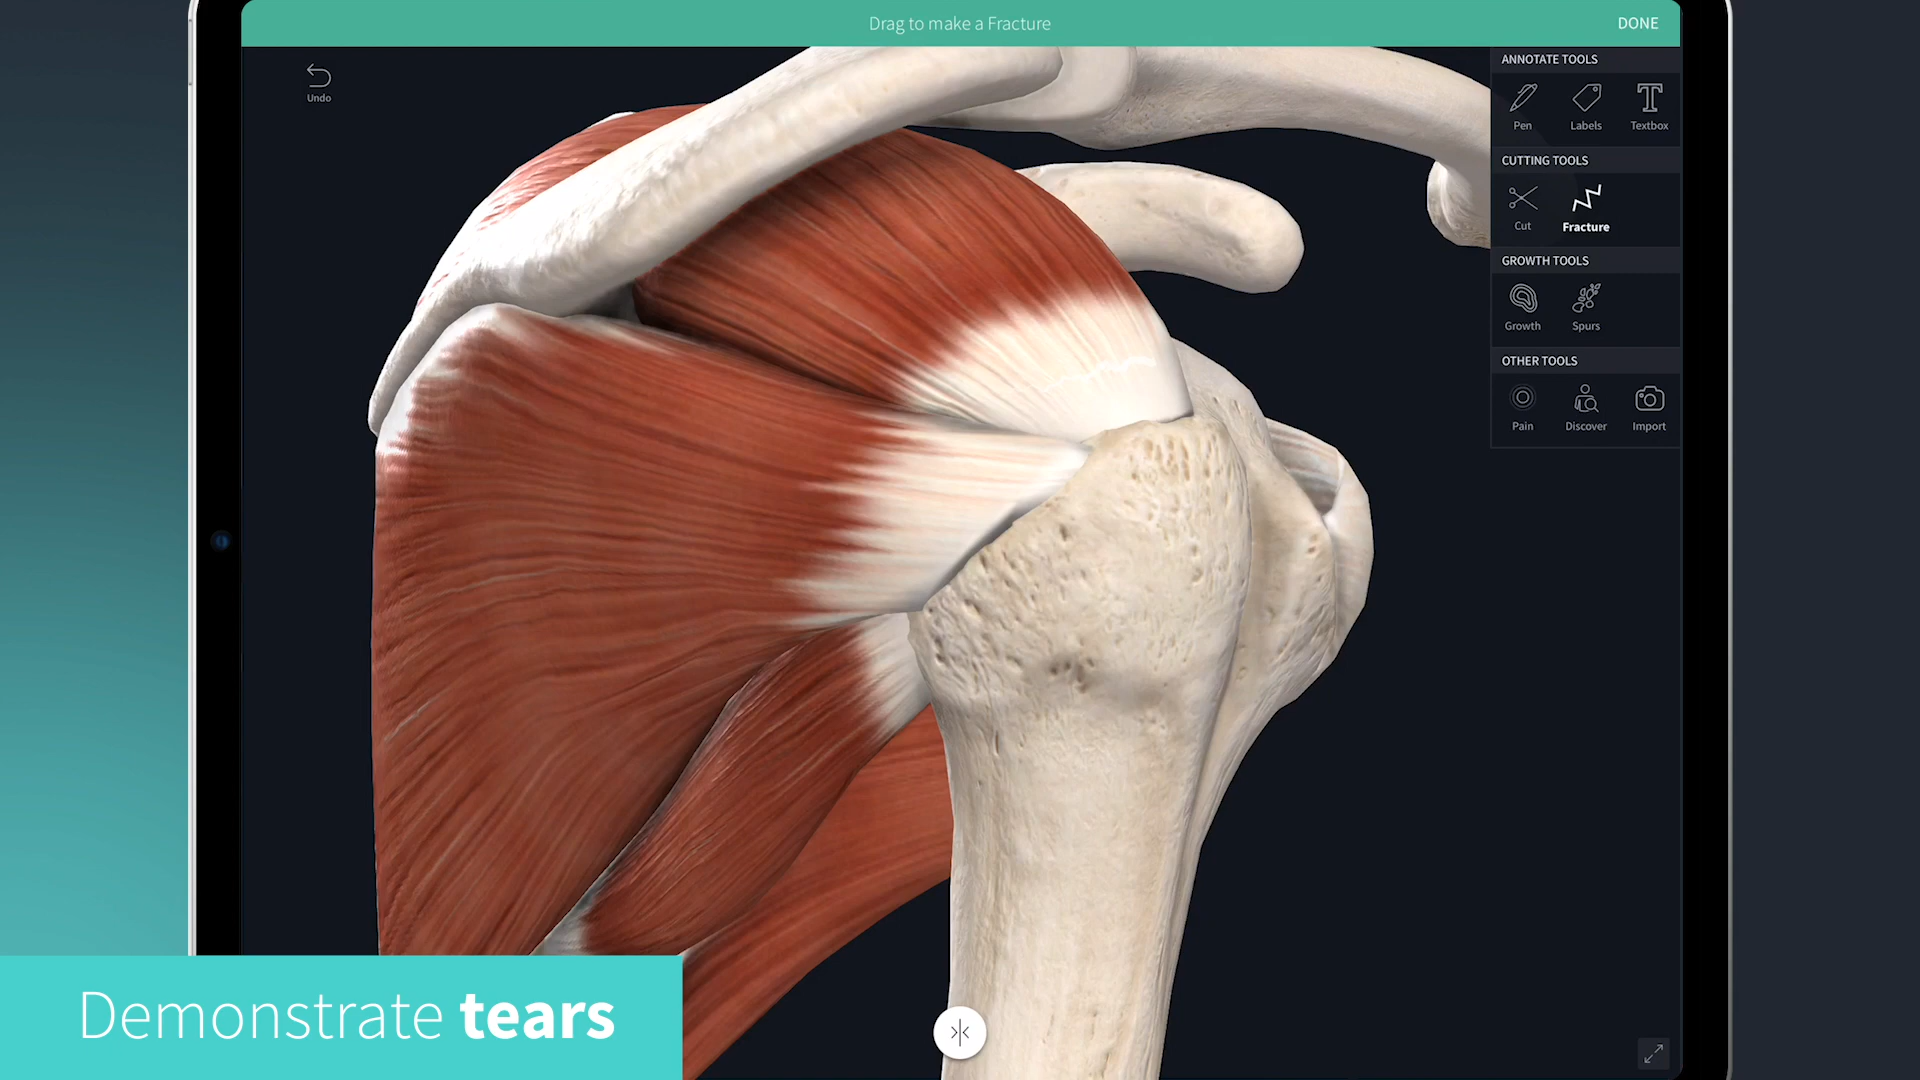 Drag to make a Fracture
DONE
Undo
ANNOTATE TOOLS
Pen
Labels
Textbox
CUTTING TOOLS
Cut
Fracture
GROWTH TOOLS
Growth
Spurs
OTHER TOOLS
Pain
Discover
Import
Demonstrate tears